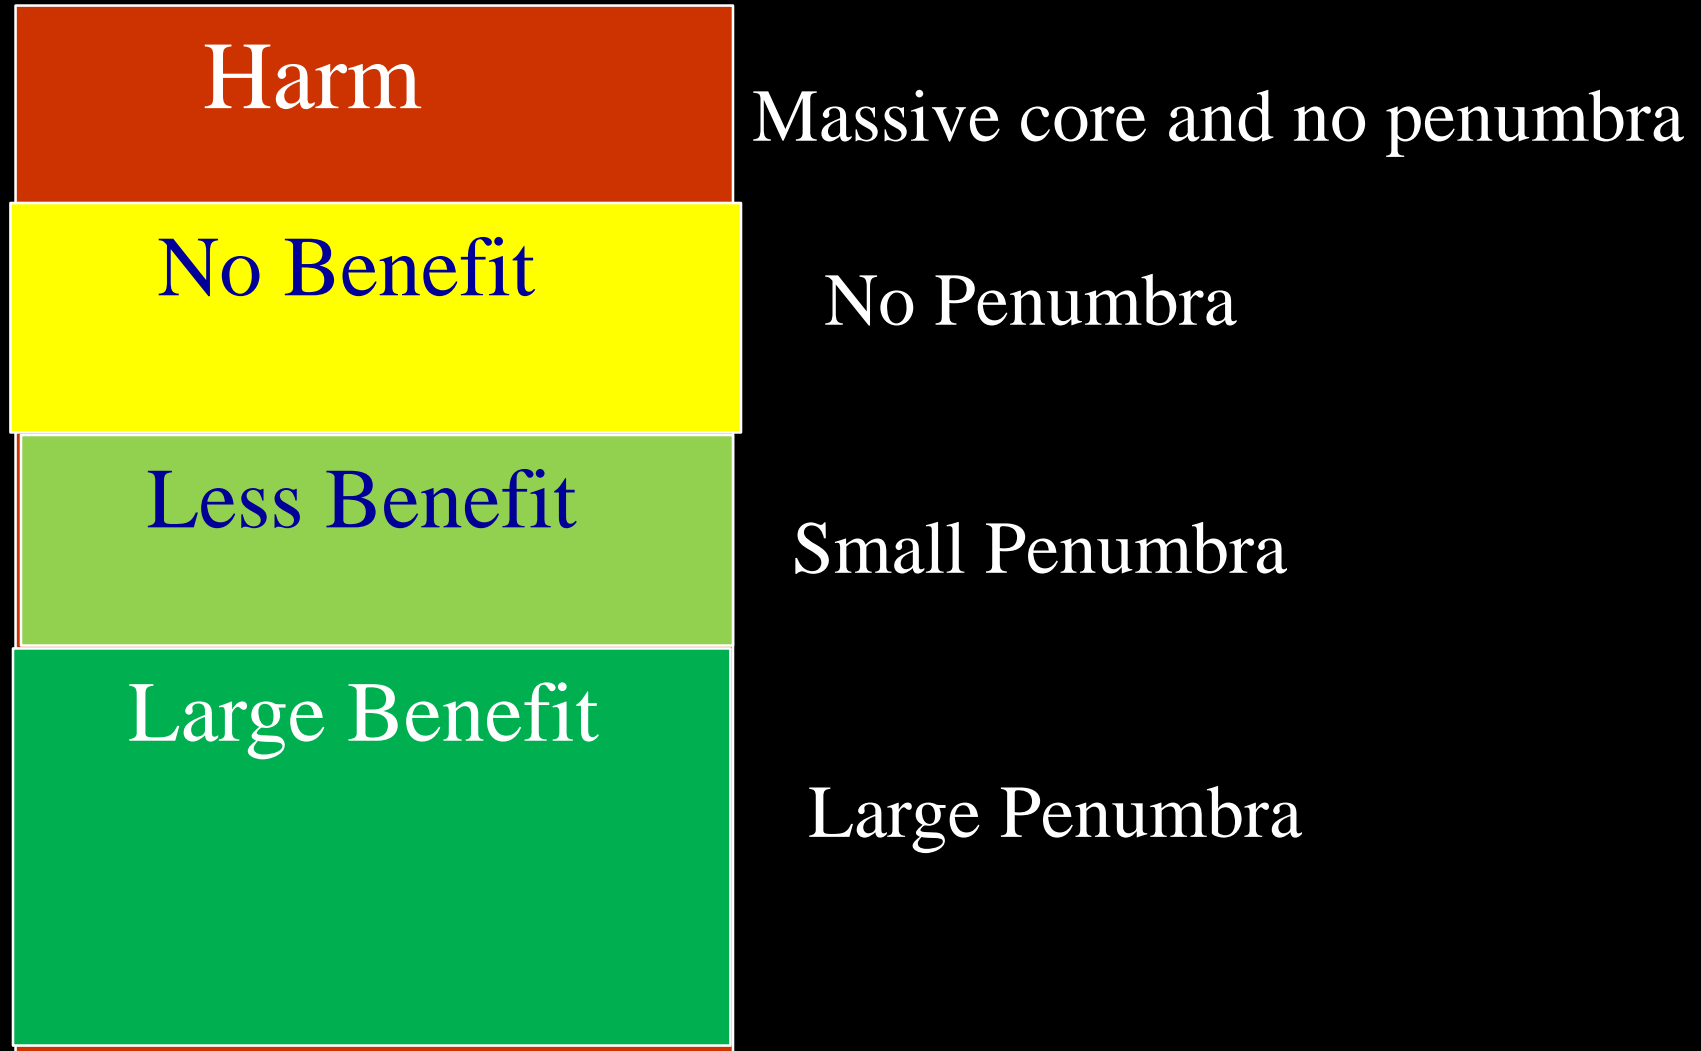 Harm
Massive core and no penumbra
No Benefit
No Penumbra
Less Benefit
Small Penumbra
Large Benefit
Large Penumbra